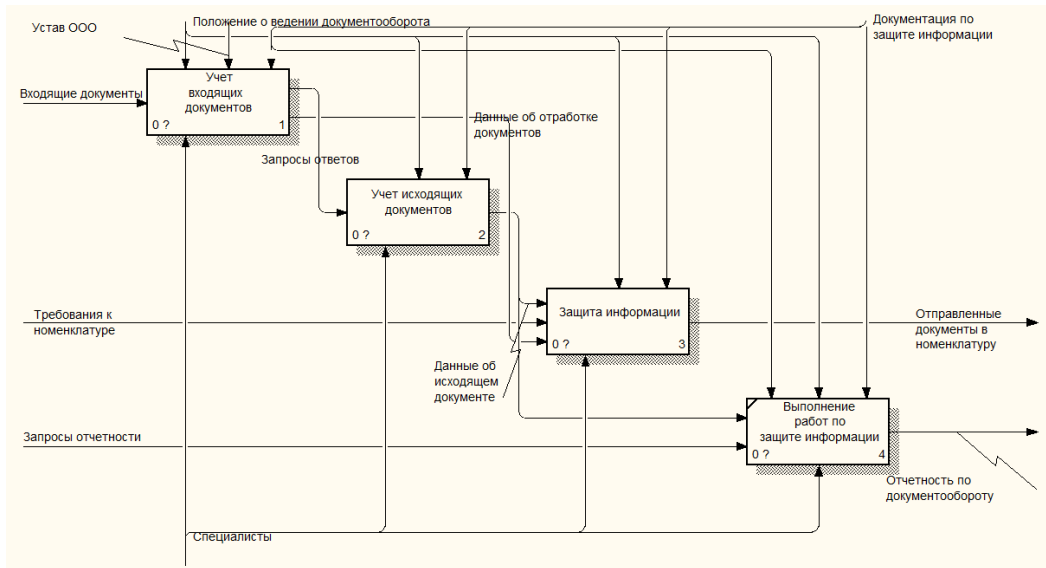 Устав ООО
Положение о ведении документооборота
Документация по
защите информации
Входящие документы
Учет
входящих
документов
0 ?
1
Данные об отработке
документов
Запросы ответов
Учет исходящих
документов
0 ?
2
Требования к
номенклатуре
Защита информации
0 ?
3
Отправленные
документы в
номенклатуру
Данные об
исходящем
документе
Запросы отчетности
Выполнение
работ по
защите информации
0 ?
4
Отчетность по
документообороту
Специалисты